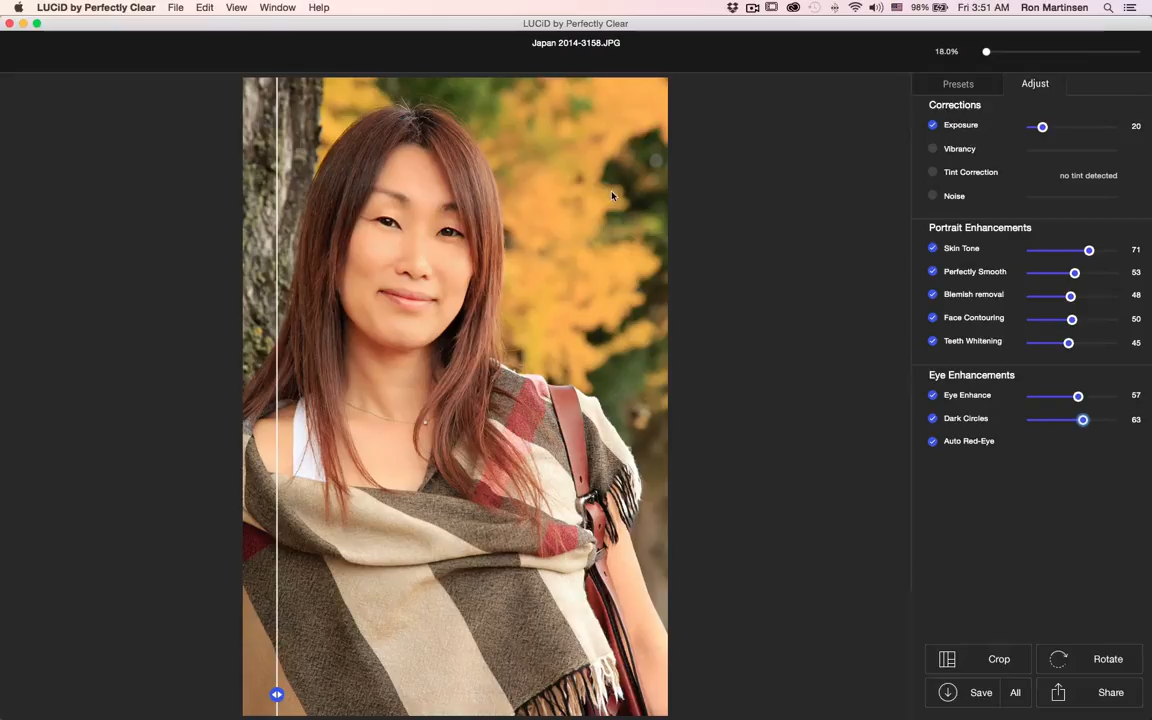 LUCiD by Perfectly Clear File Edit View Window Help 98% Fri 3:51 AM Ron Martinsen
LUCiD by Perfectly Clear
Japan 2014-3158.JPG
18.0%
Presets Adjust
Corrections
Exposure 20
Vibrancy
Tint Correction no tint detected
Noise
Portrait Enhancements
Skin Tone 71
Perfectly Smooth 53
Blemish removal 48
Face Contouring 50
Teeth Whitening 45
Eye Enhancements
Eye Enhance 57
Dark Circles 63
Auto Red-Eye
Crop Rotate
Save All Share